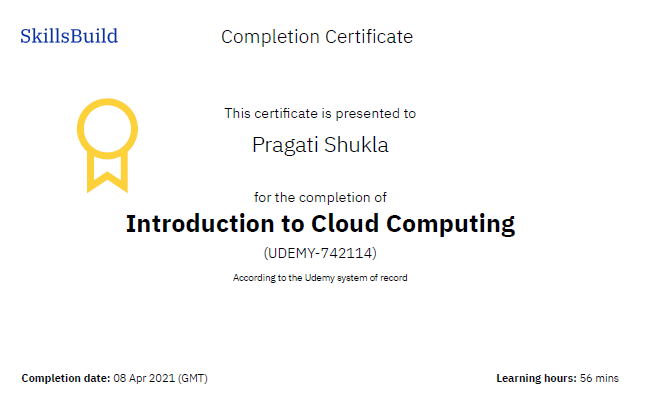 SkillsBuild
Completion Certificate
This certificate is presented to
Pragati Shukla
for the completion of
Introduction to Cloud Computing
(UDEMY-742114)
According to the Udemy system of record
Completion date: 08 Apr 2021 (GMT)
Learning hours: 56 mins